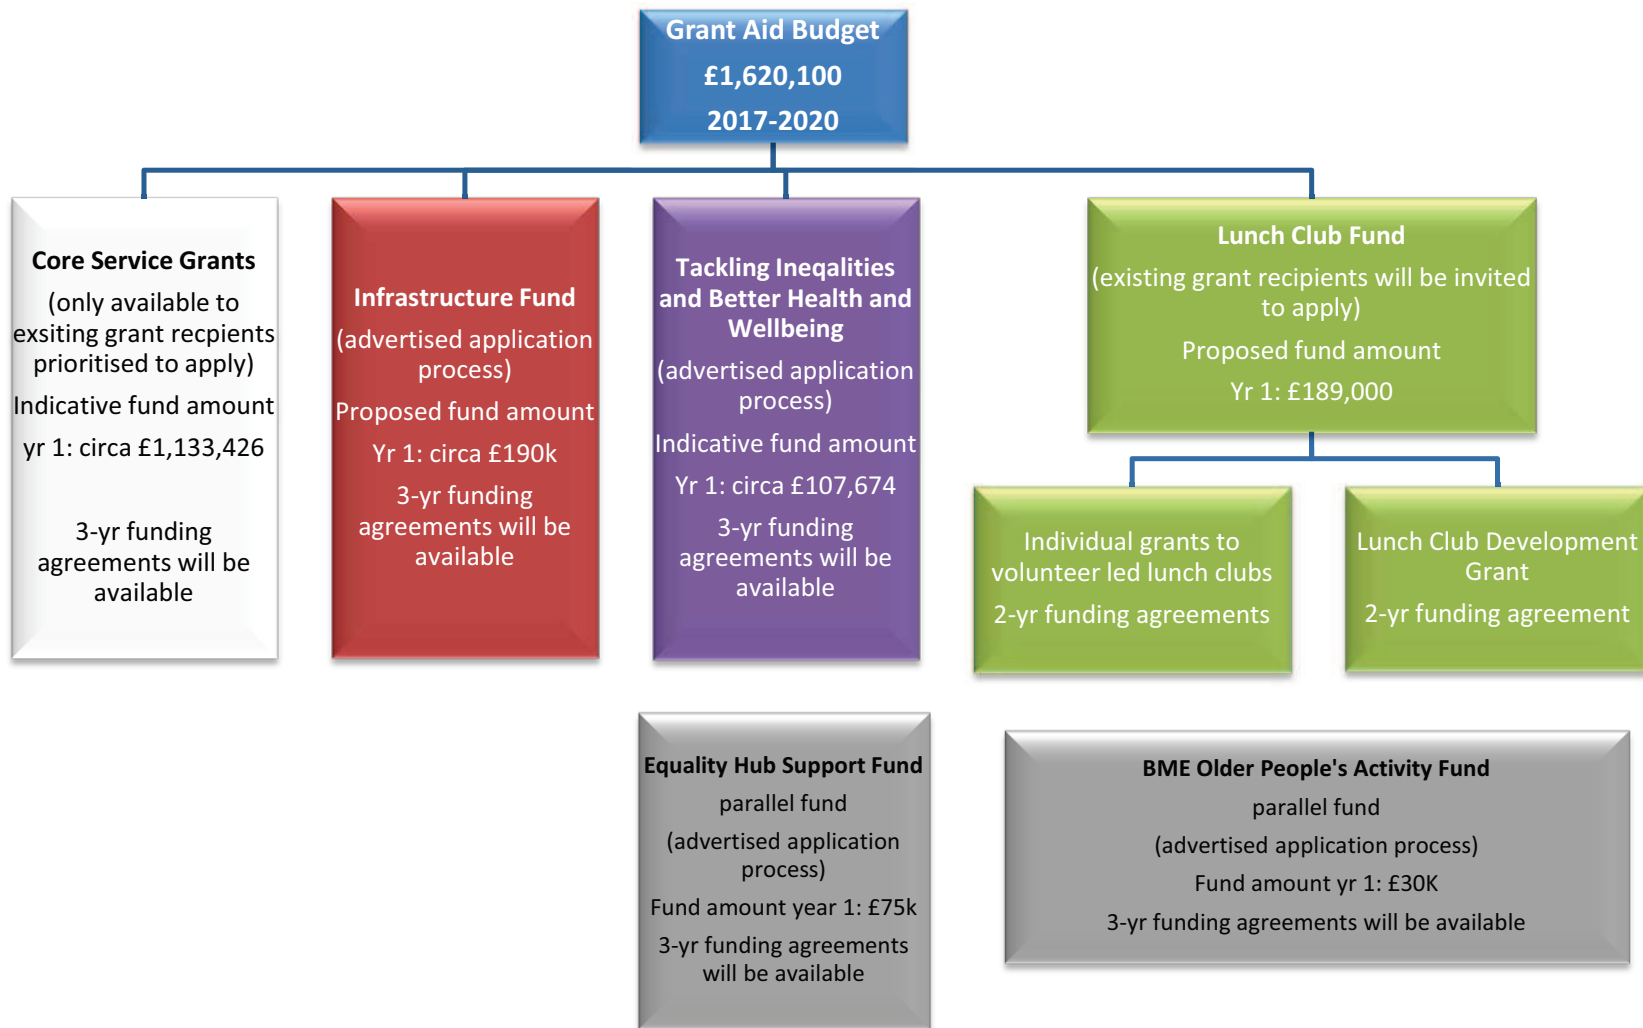 Grant Aid Budget
£1,620,100
2017-2020
Core Service Grants
(only available to
exsiting grant recpients
prioritised to apply)
Indicative fund amount
yr 1: circa £1,133,426
3-yr funding
agreements will be
available
Infrastructure Fund
(advertised application
process)
Proposed fund amount
Yr 1: circa £190k
3-yr funding
agreements will be
available
Tackling Ineqalities
and Better Health and
Wellbeing
(advertised application
process)
Indicative fund amount
Yr 1: circa £107,674
3-yr funding
agreements will be
available
Lunch Club Fund
(existing grant recipients will be invited
to apply)
Proposed fund amount
Yr 1: £189,000
Individual grants to
volunteer led lunch clubs
2-yr funding agreements
Lunch Club Development
Grant
2-yr funding agreement
Equality Hub Support Fund
parallel fund
(advertised application
process)
Fund amount year 1: £75k
3-yr funding agreements
will be available
BME Older People's Activity Fund
parallel fund
(advertised application process)
Fund amount yr 1: £30K
3-yr funding agreements will be available